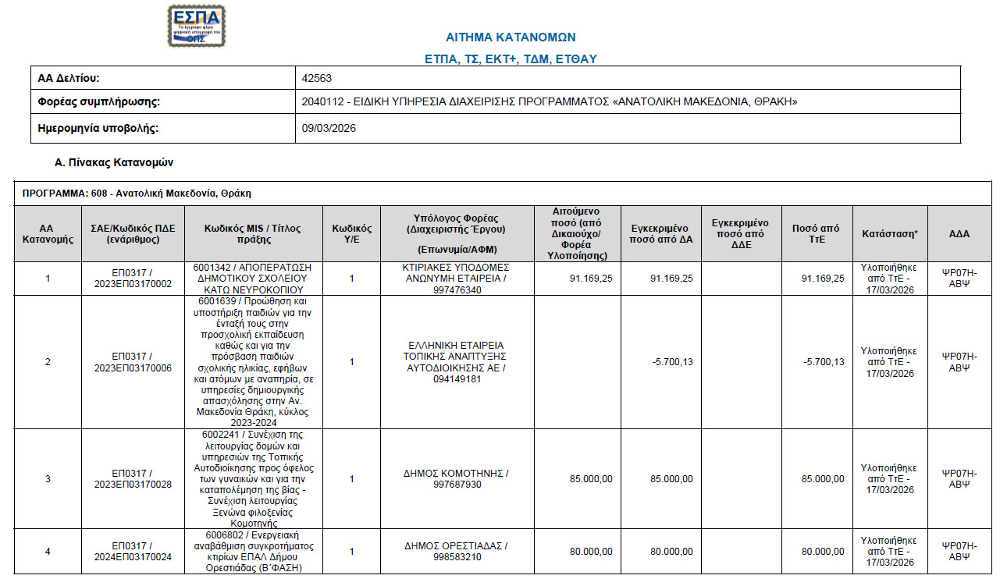 ΕΣΠΑ
Το έγγραφο φέρει
ψηφιακή υπογραφή του
ΟΠΣ
ΑΙΤΗΜΑ ΚΑΤΑΝΟΜΩΝ
ΕΤΠΑ, ΤΣ, ΕΚΤ+, ΤΔΜ, ΕΤΘΑΥ
ΑΑ Δελτίου: 42563
Φορέας συμπλήρωσης: 2040112 - ΕΙΔΙΚΗ ΥΠΗΡΕΣΙΑ ΔΙΑΧΕΙΡΙΣΗΣ ΠΡΟΓΡΑΜΜΑΤΟΣ «ΑΝΑΤΟΛΙΚΗ ΜΑΚΕΔΟΝΙΑ, ΘΡΑΚΗ»
Ημερομηνία υποβολής: 09/03/2026
Α. Πίνακας Κατανομών
ΠΡΟΓΡΑΜΜΑ: 608 - Ανατολική Μακεδονία, Θράκη
ΑΑ
Κατανομής
ΣΑΕ/Κωδικός ΠΔΕ
(ενάριθμος)
Κωδικός MIS / Τίτλος
πράξης
Κωδικός
Υ/Ε
Υπόλογος Φορέας
(Διαχειριστής Έργου)
(Επωνυμία/ΑΦΜ)
Αιτούμενο
ποσό (από
Δικαιούχο/
Φορέα
Υλοποίησης)
Εγκεκριμένο
ποσό από ΔΑ
Εγκεκριμένο
ποσό από
ΔΔΕ
Ποσό από
ΤτΕ
Κατάσταση*
ΑΔΑ
1
ΕΠ0317 /
2023ΕΠ03170002
6001342 / ΑΠΟΠΕΡΑΤΩΣΗ
ΔΗΜΟΤΙΚΟΥ ΣΧΟΛΕΙΟΥ
ΚΑΤΩ ΝΕΥΡΟΚΟΠΙΟΥ
1
ΚΤΙΡΙΑΚΕΣ ΥΠΟΔΟΜΕΣ
ΑΝΩΝΥΜΗ ΕΤΑΙΡΕΙΑ /
997476340
91.169,25
91.169,25
91.169,25
Υλοποιήθηκε
από ΤτΕ -
17/03/2026
ΨΡ07Η-
ΑΒΨ
2
ΕΠ0317 /
2023ΕΠ03170006
6001639 / Προώθηση και
υποστήριξη παιδιών για την
ένταξή τους στην
προσχολική εκπαίδευση
καθώς και για την
πρόσβαση παιδιών
σχολικής ηλικίας, εφήβων
και ατόμων με αναπηρία, σε
υπηρεσίες δημιουργικής
απασχόλησης στην Αν.
Μακεδονία Θράκη, κύκλος
2023-2024
1
ΕΛΛΗΝΙΚΗ ΕΤΑΙΡΕΙΑ
ΤΟΠΙΚΗΣ ΑΝΑΠΤΥΞΗΣ
ΑΥΤΟΔΙΟΙΚΗΣΗΣ ΑΕ /
094149181
-5.700,13
-5.700,13
Υλοποιήθηκε
από ΤτΕ -
17/03/2026
ΨΡ07Η-
ΑΒΨ
3
ΕΠ0317 /
2023ΕΠ03170028
6002241 / Συνέχιση της
λειτουργίας δομών και
υπηρεσιών της Τοπικής
Αυτοδιοίκησης προς όφελος
των γυναικών και για την
καταπολέμηση της βίας -
Συνέχιση λειτουργίας
Ξενώνα φιλοξενίας
Κομοτηνής
1
ΔΗΜΟΣ ΚΟΜΟΤΗΝΗΣ /
997687930
85.000,00
85.000,00
85.000,00
Υλοποιήθηκε
από ΤτΕ -
17/03/2026
ΨΡ07Η-
ΑΒΨ
4
ΕΠ0317 /
2024ΕΠ03170024
6006802 / Ενεργειακή
αναβάθμιση συγκροτήματος
κτιρίων ΕΠΑΛ Δήμου
Ορεστιάδας (Β΄ΦΑΣΗ)
1
ΔΗΜΟΣ ΟΡΕΣΤΙΑΔΑΣ /
998583210
80.000,00
80.000,00
80.000,00
Υλοποιήθηκε
από ΤτΕ -
17/03/2026
ΨΡ07Η-
ΑΒΨ